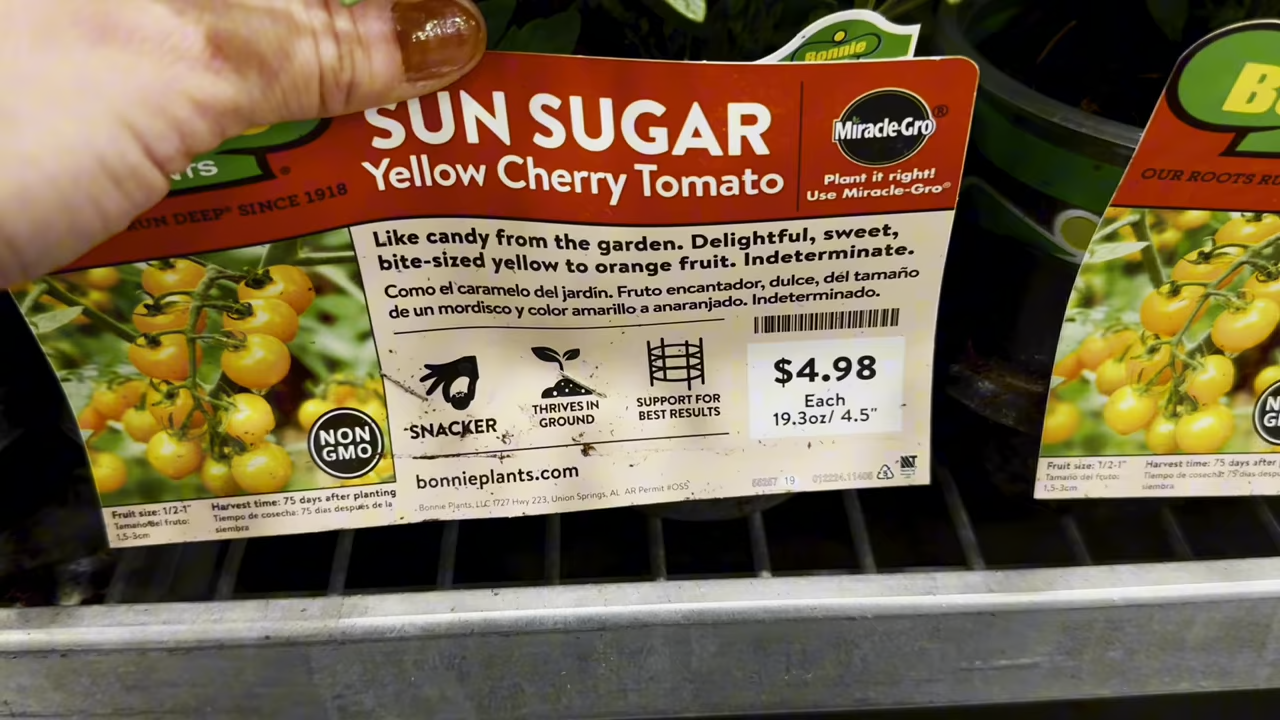 Bonnie
SUN SUGAR
Yellow Cherry Tomato
Miracle-Gro®
Plant it right!
Use Miracle-Gro®
NTS
RUN DEEP® SINCE 1918
Like candy from the garden. Delightful, sweet,
bite-sized yellow to orange fruit. Indeterminate.
Como el caramelo del jardín. Fruto encantador, dulce, del tamaño
de un mordisco y color amarillo a anaranjado. Indeterminado.
NON
GMO
SNACKER
THRIVES IN
GROUND
SUPPORT FOR
BEST RESULTS
$4.98
Each
19.3oz/ 4.5"
bonnieplants.com
Bonnie Plants, LLC 1727 Hwy 223, Union Springs, AL AR Permit #OSS
19
Fruit size: 1/2-1"
Tamaño del fruto:
1,5-3cm
Harvest time: 75 days after planting
Tiempo de cosecha: 75 días después de la
siembra
B
OUR ROOTS RU
N
GM
Fruit size: 1/2-1"
Tamaño del fruto:
1,5-3cm
Harvest time: 75 days after
Tiempo de cosecha: 75 días despu
siembra